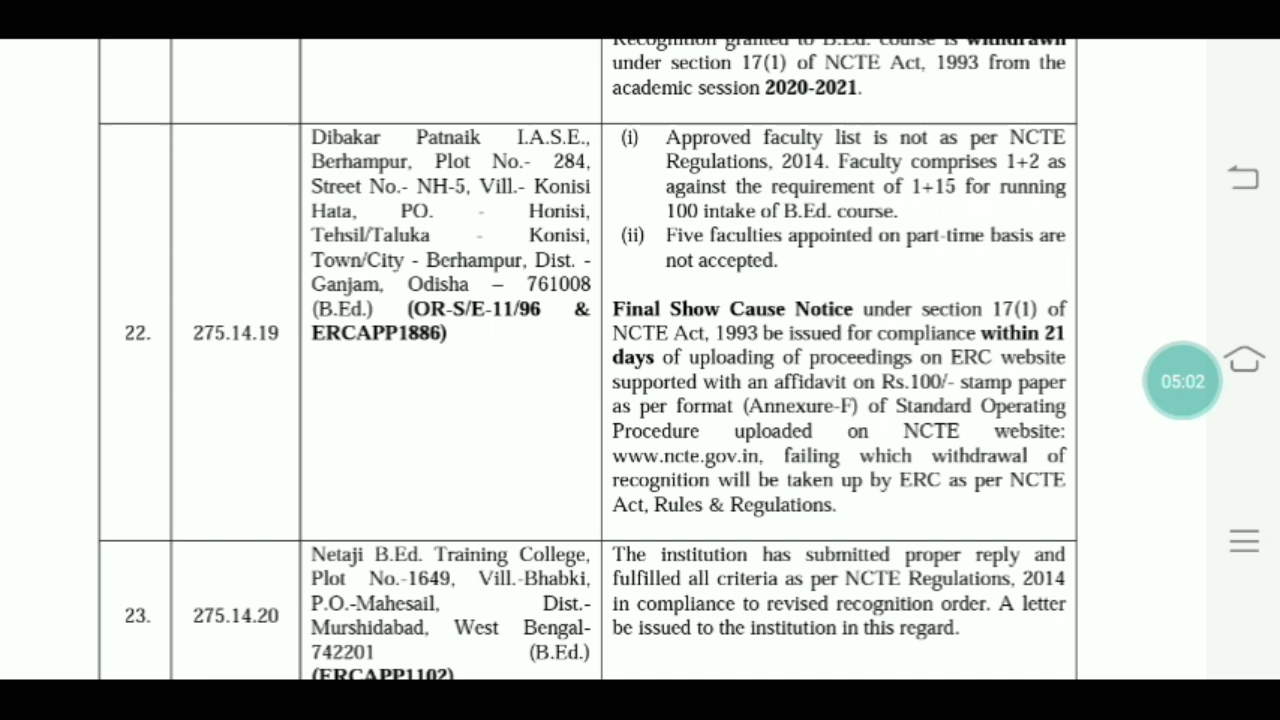 Recognition granted to B.Ed. course is withdrawn
under section 17(1) of NCTE Act, 1993 from the
academic session 2020-2021.
22.
275.14.19
Dibakar Patnaik I.A.S.E.,
Berhampur, Plot No.- 284,
Street No.- NH-5, Vill.- Konisi
Hata, PO. - Honisi,
Tehsil/Taluka - Konisi,
Town/City - Berhampur, Dist. -
Ganjam, Odisha – 761008
(B.Ed.) (OR-S/E-11/96 &
ERCAPP1886)
(i) Approved faculty list is not as per NCTE
Regulations, 2014. Faculty comprises 1+2 as
against the requirement of 1+15 for running
100 intake of B.Ed. course.
(ii) Five faculties appointed on part-time basis are
not accepted.
Final Show Cause Notice under section 17(1) of
NCTE Act, 1993 be issued for compliance within 21
days of uploading of proceedings on ERC website
supported with an affidavit on Rs.100/- stamp paper
as per format (Annexure-F) of Standard Operating
Procedure uploaded on NCTE website:
www.ncte.gov.in, failing which withdrawal of
recognition will be taken up by ERC as per NCTE
Act, Rules & Regulations.
23.
275.14.20
Netaji B.Ed. Training College,
Plot No.-1649, Vill.-Bhabki,
P.O.-Mahesail, Dist.-
Murshidabad, West Bengal-
742201 (B.Ed.)
(ERCAPP1102)
The institution has submitted proper reply and
fulfilled all criteria as per NCTE Regulations, 2014
in compliance to revised recognition order. A letter
be issued to the institution in this regard.
05:02